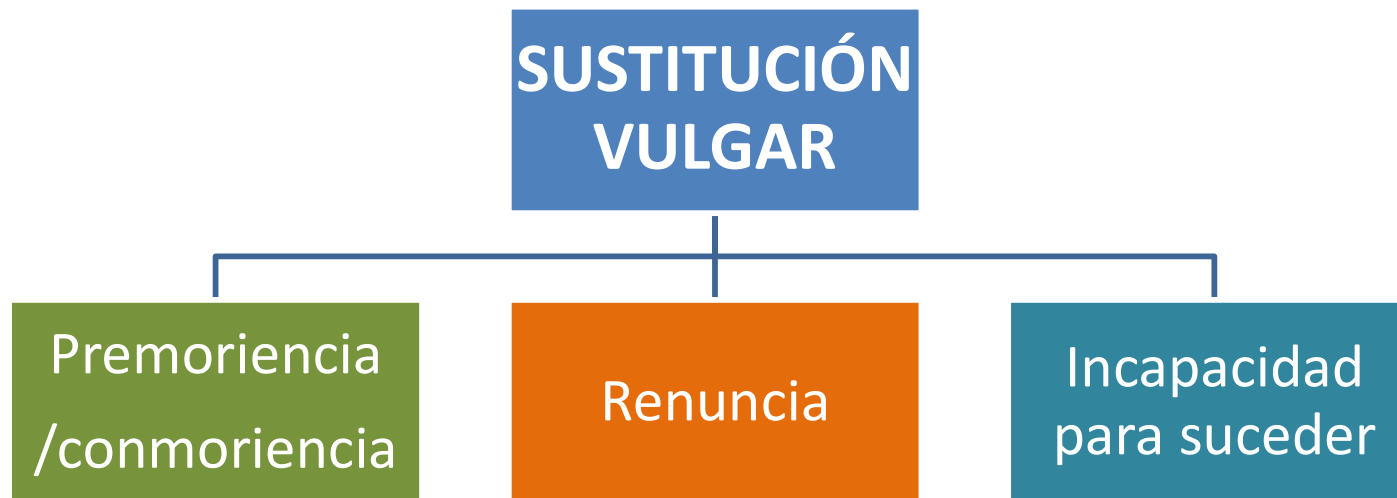 SUSTITUCIÓN
VULGAR
Premoriencia
/conmoriencia
Renuncia
Incapacidad
para suceder